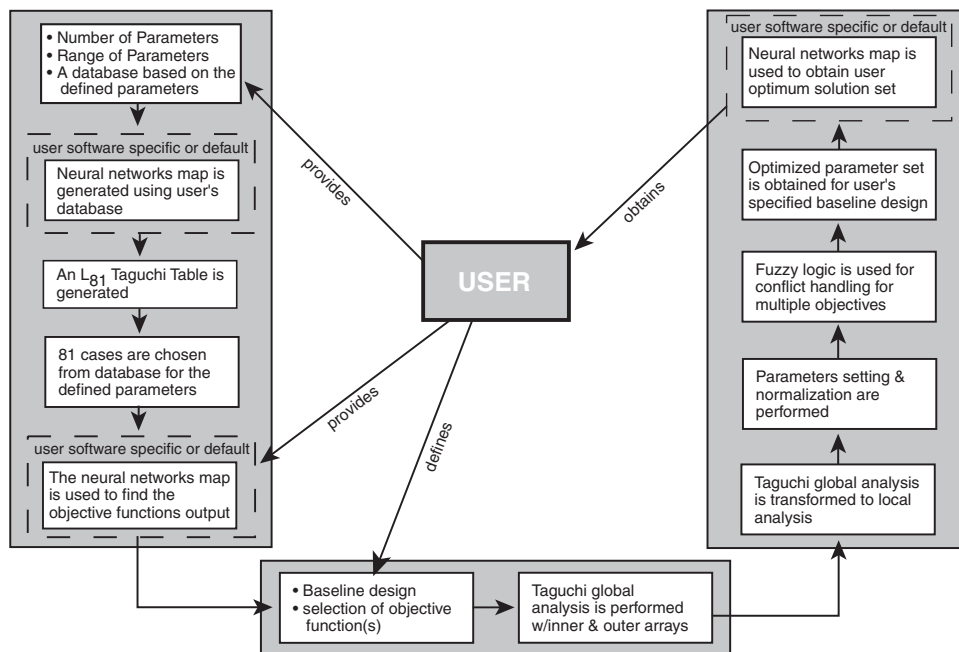 • Number of Parameters
• Range of Parameters
• A database based on the
defined parameters
user software specific or default
Neural networks map is
generated using user's
database
An L81 Taguchi Table is
generated
81 cases are chosen
from database for the
defined parameters
user software specific or default
The neural networks map
is used to find the
objective functions output
provides
obtains
USER
provides
defines
• Baseline design
• selection of objective
function(s)
Taguchi global
analysis is performed
w/inner & outer arrays
user software specific or default
Neural networks map is
used to obtain user
optimum solution set
Optimized parameter set
is obtained for user's
specified baseline design
Fuzzy logic is used for
conflict handling for
multiple objectives
Parameters setting &
normalization are
performed
Taguchi global analysis
is transformed to local
analysis